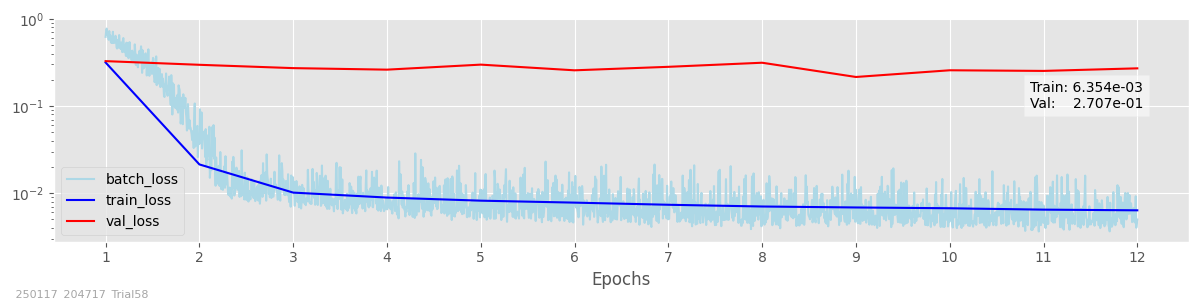 10⁰
10⁻¹
10⁻²
Train: 6.354e-03
Val: 2.707e-01
batch_loss
train_loss
val_loss
1 2 3 4 5 6 7 8 9 10 11 12
Epochs
250117_204717_Trial58